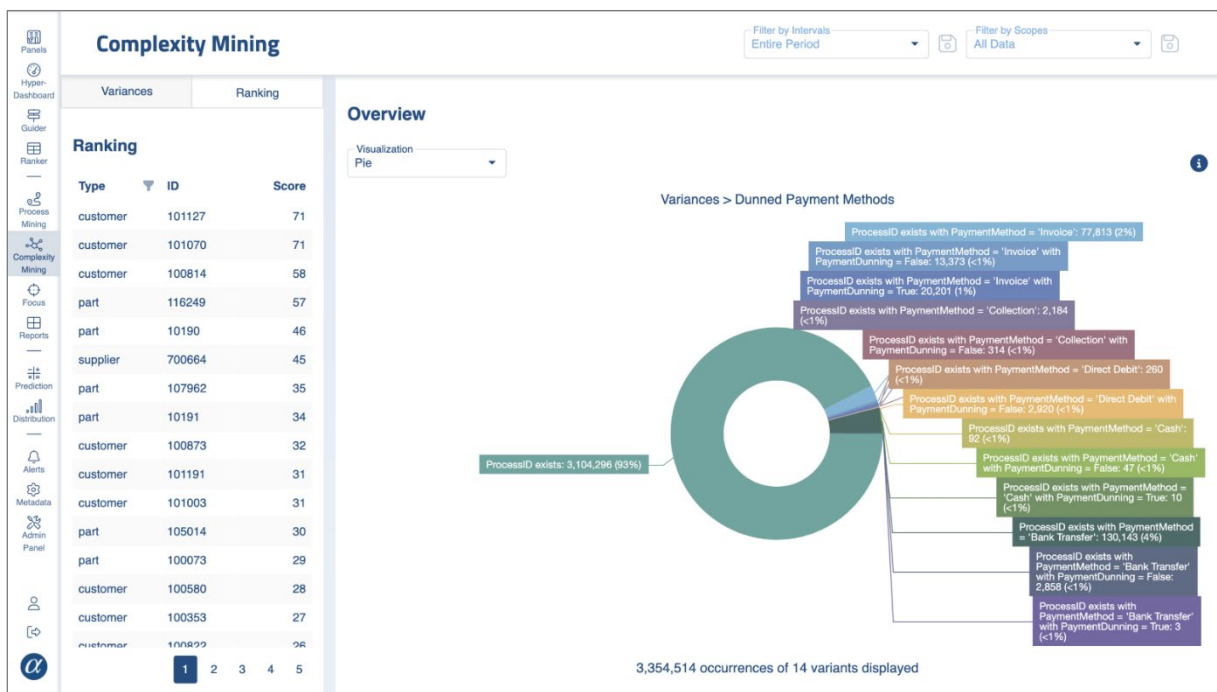 Complexity Mining
Filter by Intervals
Entire Period
Filter by Scopes
All Data
Panels
Hyper-
Dashboard
Guider
Ranker
Process
Mining
Complexity
Mining
Focus
Reports
Prediction
Distribution
Alerts
Metadata
Admin
Panel
α
Variances
Ranking
Ranking
Type ID Score
customer 101127 71
customer 101070 71
customer 100814 58
part 116249 57
part 10190 46
supplier 700664 45
part 107962 35
part 10191 34
customer 100873 32
customer 101191 31
customer 101003 31
part 105014 30
part 100073 29
customer 100580 28
customer 100353 27
customer 100822 26
1 2 3 4 5
Overview
Visualization
Pie
i
Variances > Dunned Payment Methods
ProcessID exists with PaymentMethod = 'Invoice': 77,813 (2%)
ProcessID exists with PaymentMethod = 'Invoice' with
PaymentDunning = False: 13,373 (<1%)
ProcessID exists with PaymentMethod = 'Invoice' with
PaymentDunning = True: 20,201 (1%)
ProcessID exists with PaymentMethod = 'Collection': 2,184
(<1%)
ProcessID exists with PaymentMethod = 'Collection' with
PaymentDunning = False: 314 (<1%)
ProcessID exists with PaymentMethod = 'Direct Debit': 260
(<1%)
ProcessID exists with PaymentMethod = 'Direct Debit' with
PaymentDunning = False: 2,920 (<1%)
ProcessID exists with PaymentMethod = 'Cash':
92 (<1%)
ProcessID exists with PaymentMethod = 'Cash'
with PaymentDunning = False: 47 (<1%)
ProcessID exists with PaymentMethod =
'Cash' with PaymentDunning = True: 10
(<1%)
ProcessID exists with PaymentMethod
= 'Bank Transfer': 130,143 (4%)
ProcessID exists with
PaymentMethod = 'Bank Transfer'
with PaymentDunning = False:
2,858 (<1%)
ProcessID exists with
PaymentMethod = 'Bank Transfer'
with PaymentDunning = True: 3
(<1%)
ProcessID exists: 3,104,296 (93%)
3,354,514 occurrences of 14 variants displayed